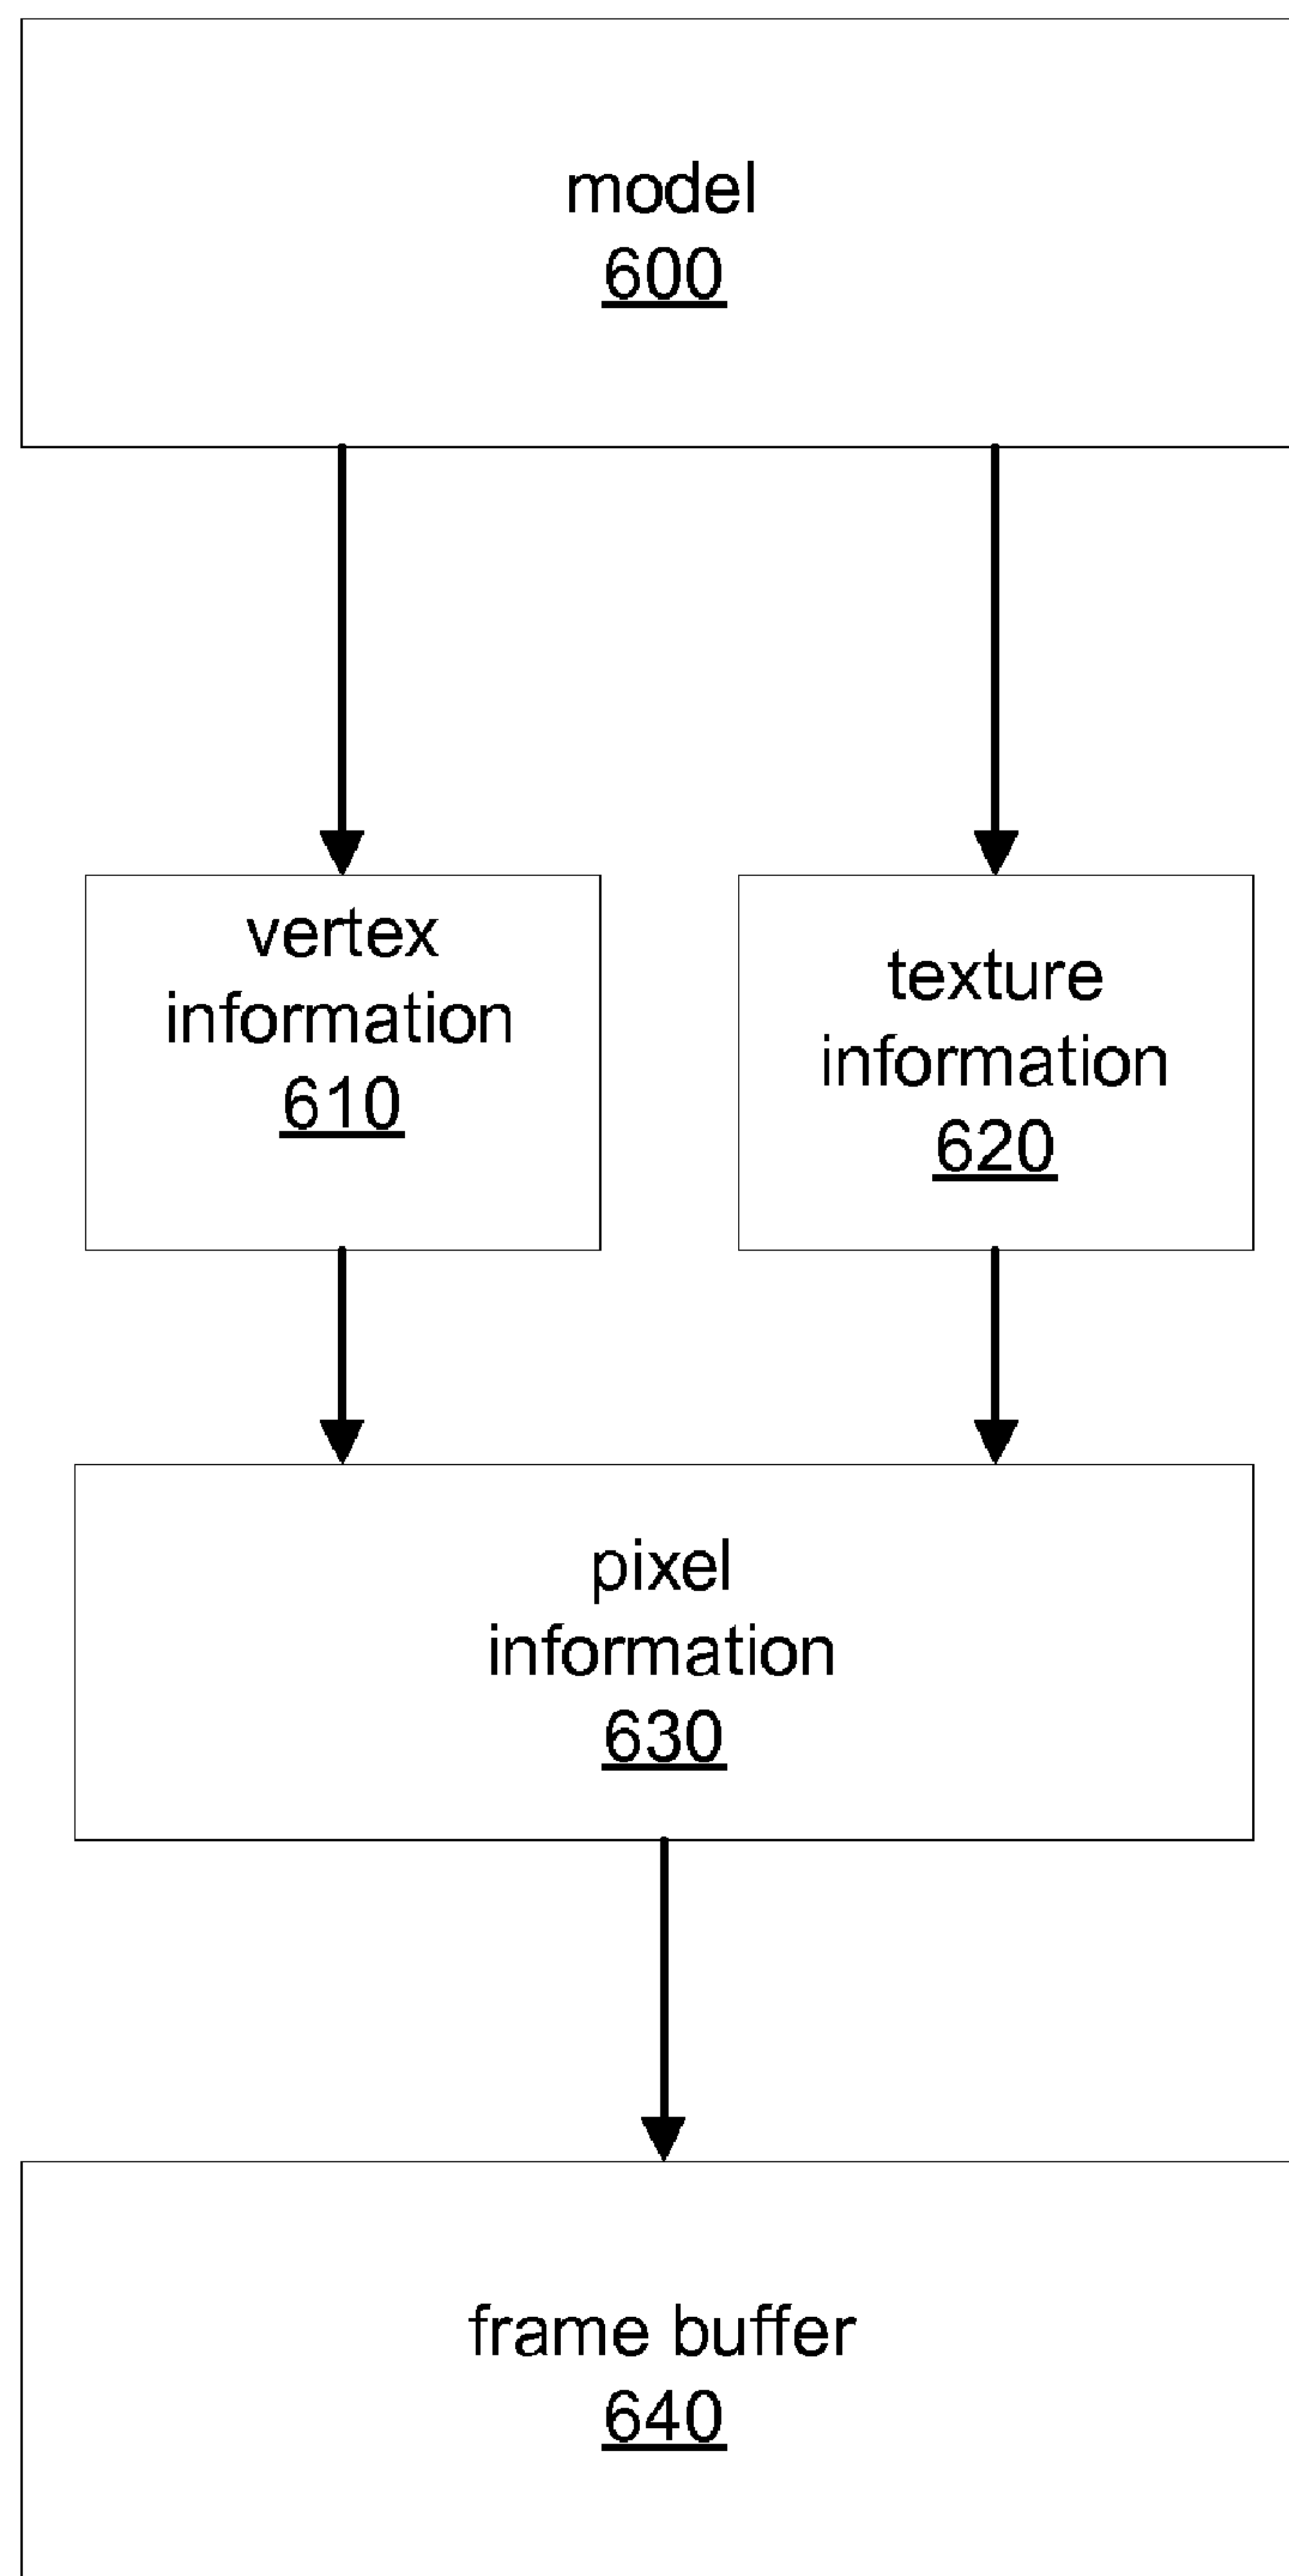 model
600
vertex
information
610
texture
information
620
pixel
information
630
frame buffer
640